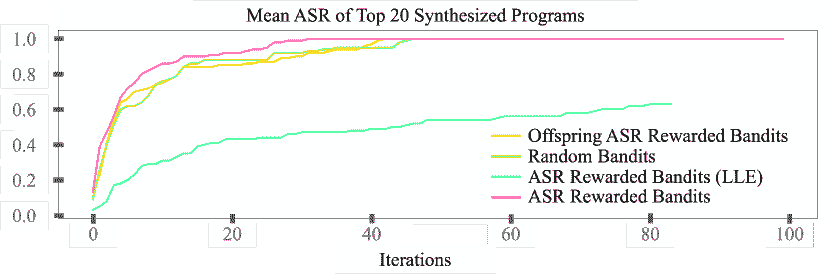 Mean ASR of Top 20 Synthesized Programs
1.0
0.8
0.6
0.4
0.2
0.0
Offspring ASR Rewarded Bandits
Random Bandits
ASR Rewarded Bandits (LLE)
ASR Rewarded Bandits
0 20 40 60 80 100
Iterations